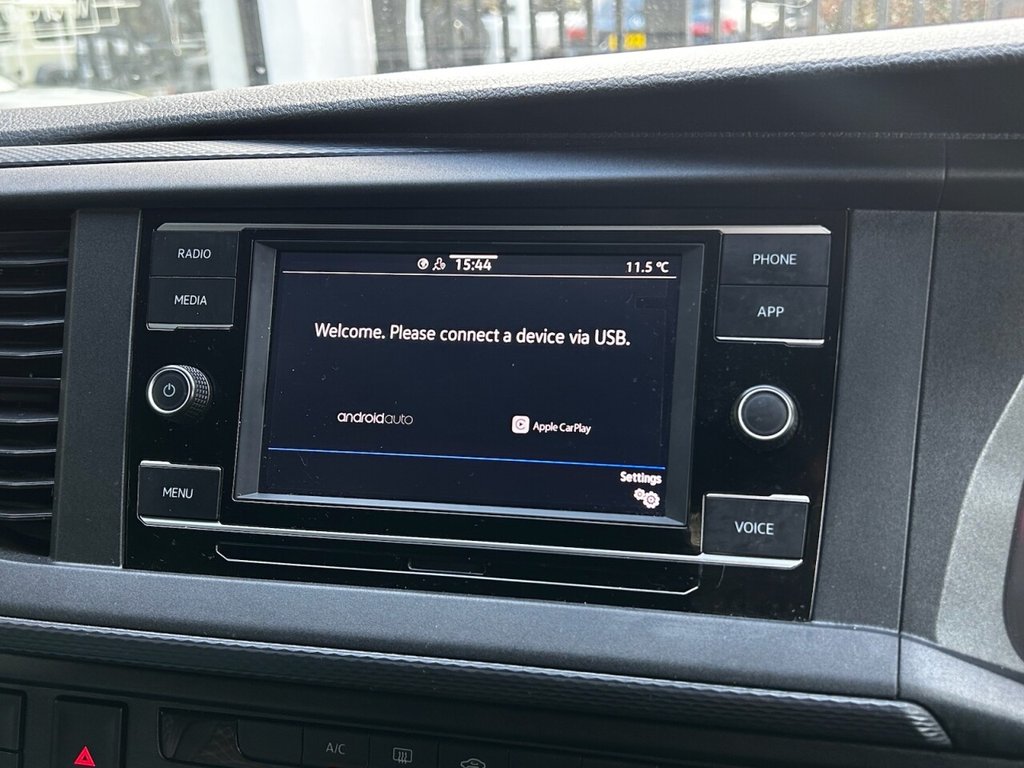 RADIO
MEDIA
MENU
15:44
11.5 °C
Welcome. Please connect a device via USB.
androidauto
Apple CarPlay
Settings
PHONE
APP
VOICE
A/C